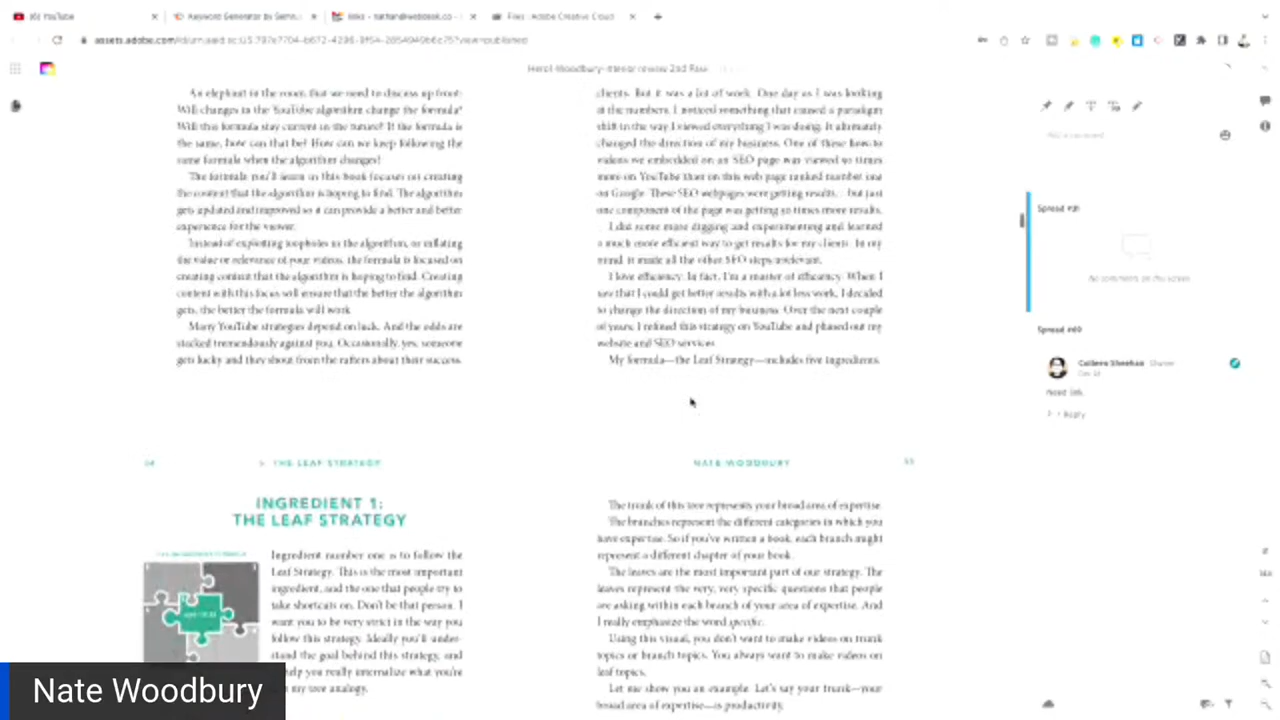 YouTube
Keyword Generator by Semru
Files : Adobe Creative Cloud
An elephant in the room that we need to discuss up front:
Will changes in the YouTube algorithm change the formula?
Will this formula stay current in the future? If the formula is
the same, how can that be? How can we keep following the
same formula when the algorithm changes?
The formula you'll learn in this book focuses on creating
the content that the algorithm is hoping to find. The algorithm
gets updated and improved so it can provide a better and better
experience for the viewer.
Instead of exploiting loopholes in the algorithm, or inflating
the value or relevance of your videos, the formula is focused on
creating content that the algorithm is hoping to find. Creating
content with this focus will ensure that the better the algorithm
gets, the better the formula will work.
Many YouTube strategies depend on luck. And the odds are
stacked tremendously against you. Occasionally, yes, someone
gets lucky and they shout from the rafters about their success.
clients. But it was a lot of work. One day as I was looking
at the numbers, I noticed something that caused a paradigm
shift in the way I viewed everything I was doing. It ultimately
changed the direction of my business. One of these how-to
videos we embedded on an SEO page was viewed 50 times
more on YouTube than on this web page ranked number one
on Google. These SEO webpages were getting results... but just
one component of the page was getting 50 times more results.
I did some more digging and experimenting and learned
a much more efficient way to get results for my clients. In my
mind, it made all the other SEO steps irrelevant.
I love efficiency. In fact, I'm a master of efficiency. When I
saw that I could get better results with a lot less work, I decided
to change the direction of my business. Over the next couple
of years, I refined this strategy on YouTube and phased out my
website and SEO services.
My formula—the Leaf Strategy—includes five ingredients.
THE LEAF STRATEGY
INGREDIENT 1:
THE LEAF STRATEGY
Ingredient number one is to follow the
Leaf Strategy. This is the most important
ingredient, and the one that people try to
take shortcuts on. Don't be that person. I
want you to be very strict in the way you
follow this strategy. Ideally you'll under-
stand the goal behind this strategy, and
help you really internalize what you're
my tree analogy.
NATE WOODBURY
The trunk of this tree represents your broad area of expertise.
The branches represent the different categories in which you
have expertise. So if you've written a book, each branch might
represent a different chapter of your book.
The leaves are the most important part of our strategy. The
leaves represent the very, very specific questions that people
are asking within each branch of your area of expertise. And
I really emphasize the word specific.
Using this visual, you don't want to make videos on trunk
topics or branch topics. You always want to make videos on
leaf topics.
Let me show you an example. Let's say your trunk—your
broad area of expertise—is productivity.
No comments on this screen
Colleen Sheehan
Need link.
Reply
Nate Woodbury